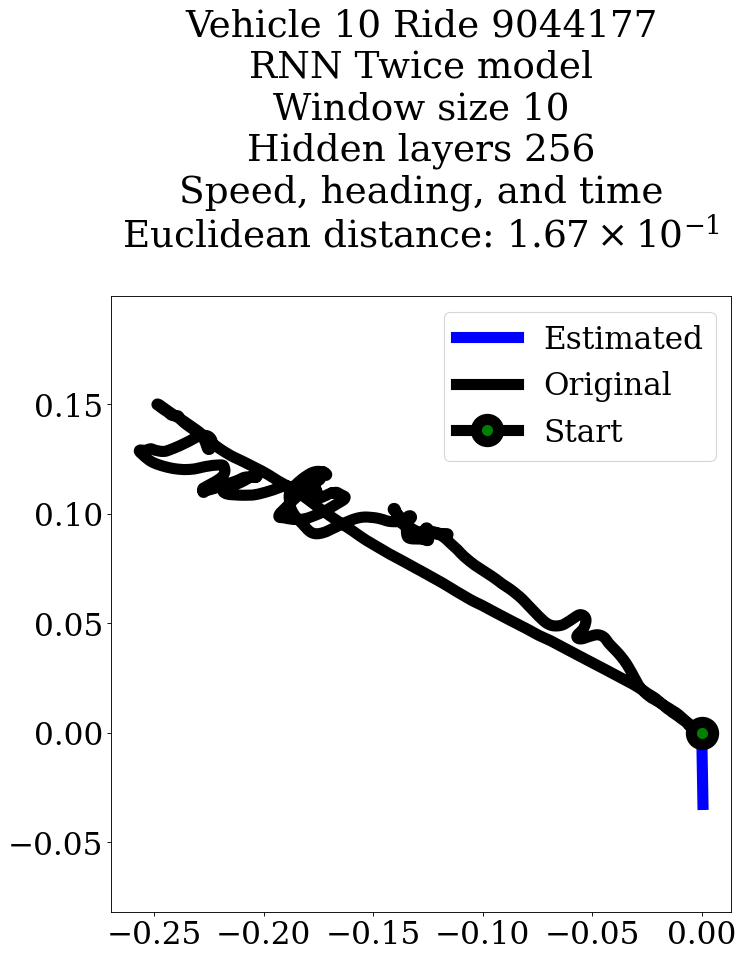 Vehicle 10 Ride 9044177
RNN Twice model
Window size 10
Hidden layers 256
Speed, heading, and time
Euclidean distance: 1.67 × 10⁻¹
Estimated
Original
Start
0.15
0.10
0.05
0.00
−0.05
−0.25 −0.20 −0.15 −0.10 −0.05 0.00